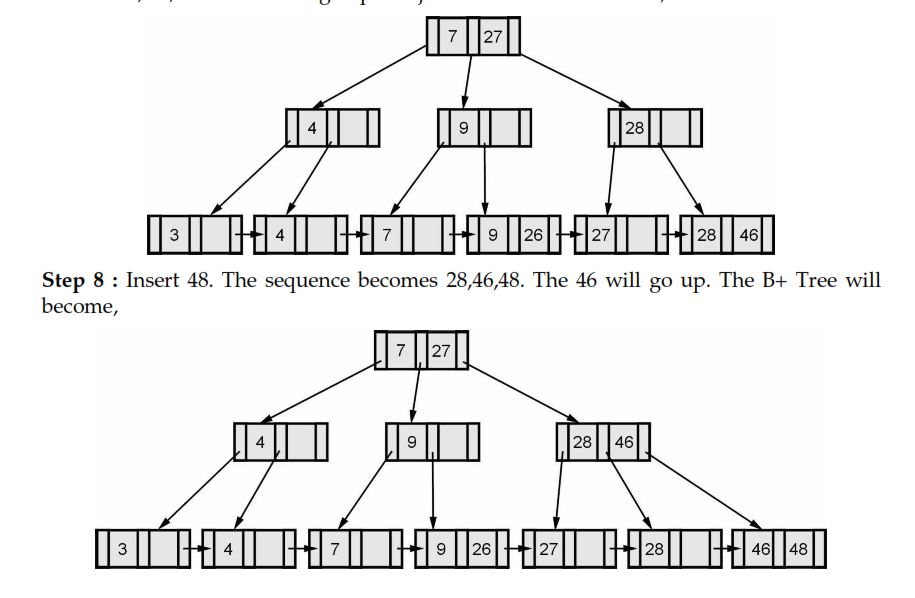 7 27
4 9 28
3 4 7 9 26 27 28 46
Step 8 : Insert 48. The sequence becomes 28,46,48. The 46 will go up. The B+ Tree will
become,
7 27
4 9 28 46
3 4 7 9 26 27 28 46 48